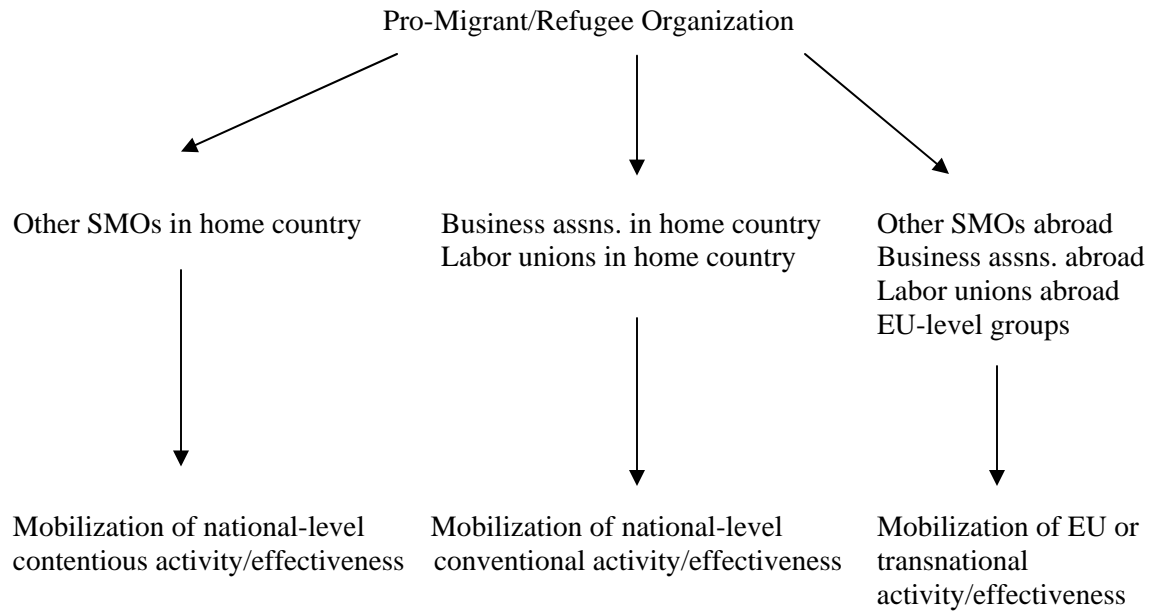 Pro-Migrant/Refugee Organization
Other SMOs in home country
Business assns. in home country
Labor unions in home country
Other SMOs abroad
Business assns. abroad
Labor unions abroad
EU-level groups
Mobilization of national-level
contentious activity/effectiveness
Mobilization of national-level
conventional activity/effectiveness
Mobilization of EU or
transnational
activity/effectiveness